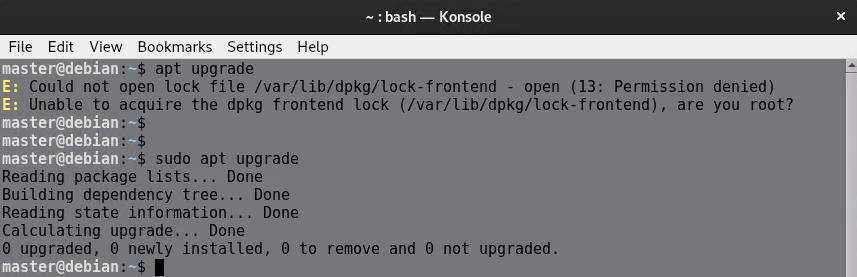 ~ : bash — Konsole
File Edit View Bookmarks Settings Help
master@debian:~$ apt upgrade
E: Could not open lock file /var/lib/dpkg/lock-frontend - open (13: Permission denied)
E: Unable to acquire the dpkg frontend lock (/var/lib/dpkg/lock-frontend), are you root?
master@debian:~$
master@debian:~$
master@debian:~$ sudo apt upgrade
Reading package lists... Done
Building dependency tree... Done
Reading state information... Done
Calculating upgrade... Done
0 upgraded, 0 newly installed, 0 to remove and 0 not upgraded.
master@debian:~$